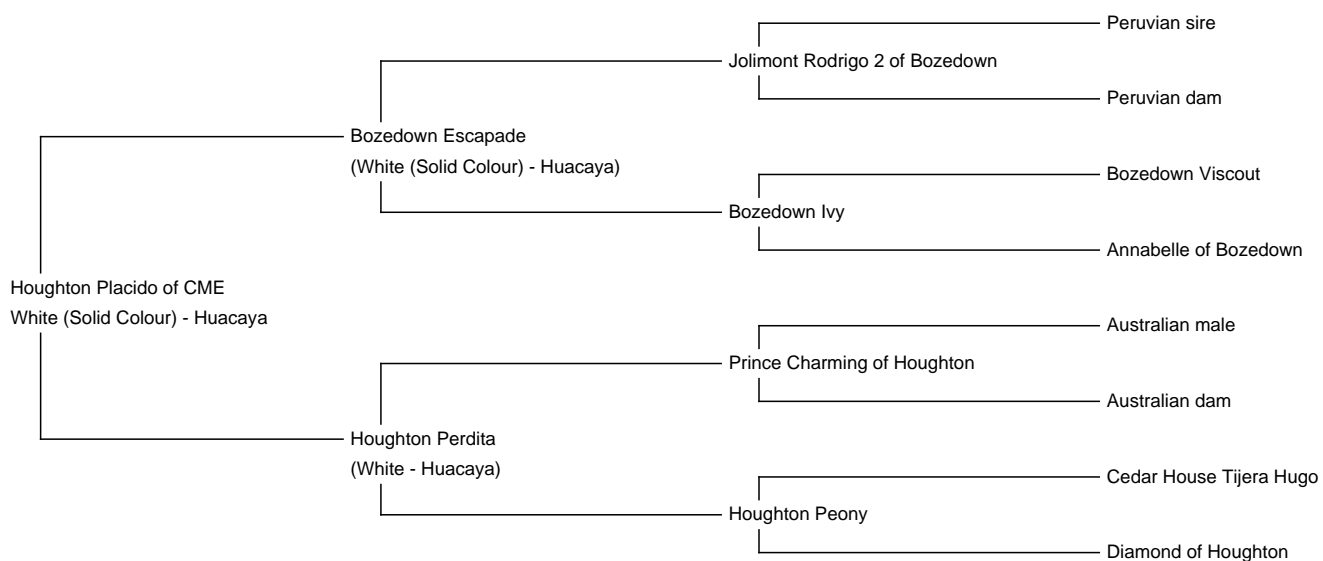 Peruvian sire
Jolimont Rodrigo 2 of Bozedown
Peruvian dam
Bozedown Escapade
(White (Solid Colour) - Huacaya)
Bozedown Viscout
Bozedown Ivy
Annabelle of Bozedown
Houghton Placido of CME
White (Solid Colour) - Huacaya
Australian male
Prince Charming of Houghton
Australian dam
Houghton Perdita
(White - Huacaya)
Cedar House Tijera Hugo
Houghton Peony
Diamond of Houghton